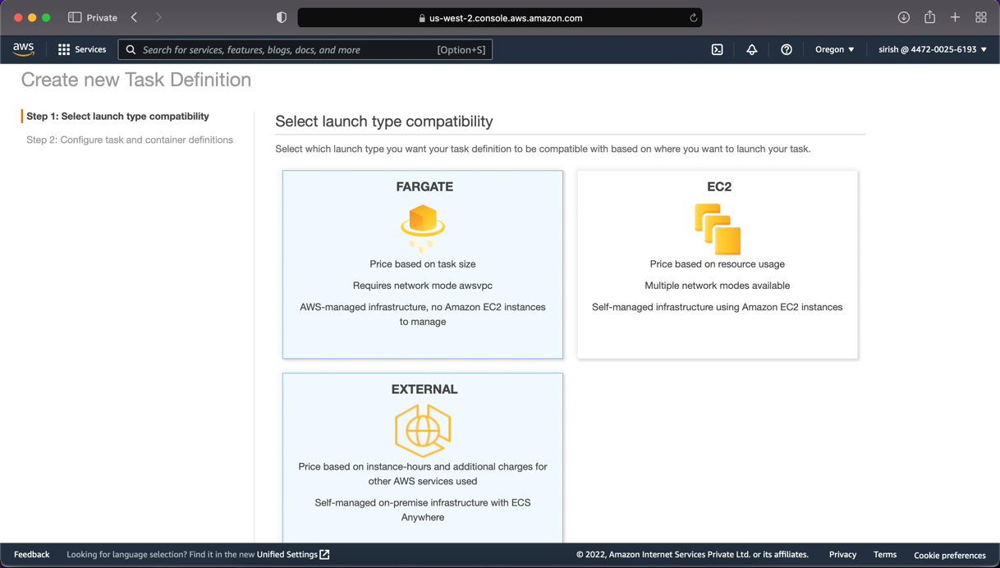 Private
us-west-2.console.aws.amazon.com
aws
Services
Search for services, features, blogs, docs, and more
[Option+S]
Oregon
sirish @ 4472-0025-6193
Create new Task Definition
Step 1: Select launch type compatibility
Step 2: Configure task and container definitions
Select launch type compatibility
Select which launch type you want your task definition to be compatible with based on where you want to launch your task.
FARGATE
Price based on task size
Requires network mode awsvpc
AWS-managed infrastructure, no Amazon EC2 instances
to manage
EC2
Price based on resource usage
Multiple network modes available
Self-managed infrastructure using Amazon EC2 instances
EXTERNAL
Price based on instance-hours and additional charges for
other AWS services used
Self-managed on-premise infrastructure with ECS
Anywhere
Feedback
Looking for language selection? Find it in the new Unified Settings
© 2022, Amazon Internet Services Private Ltd. or its affiliates.
Privacy
Terms
Cookie preferences